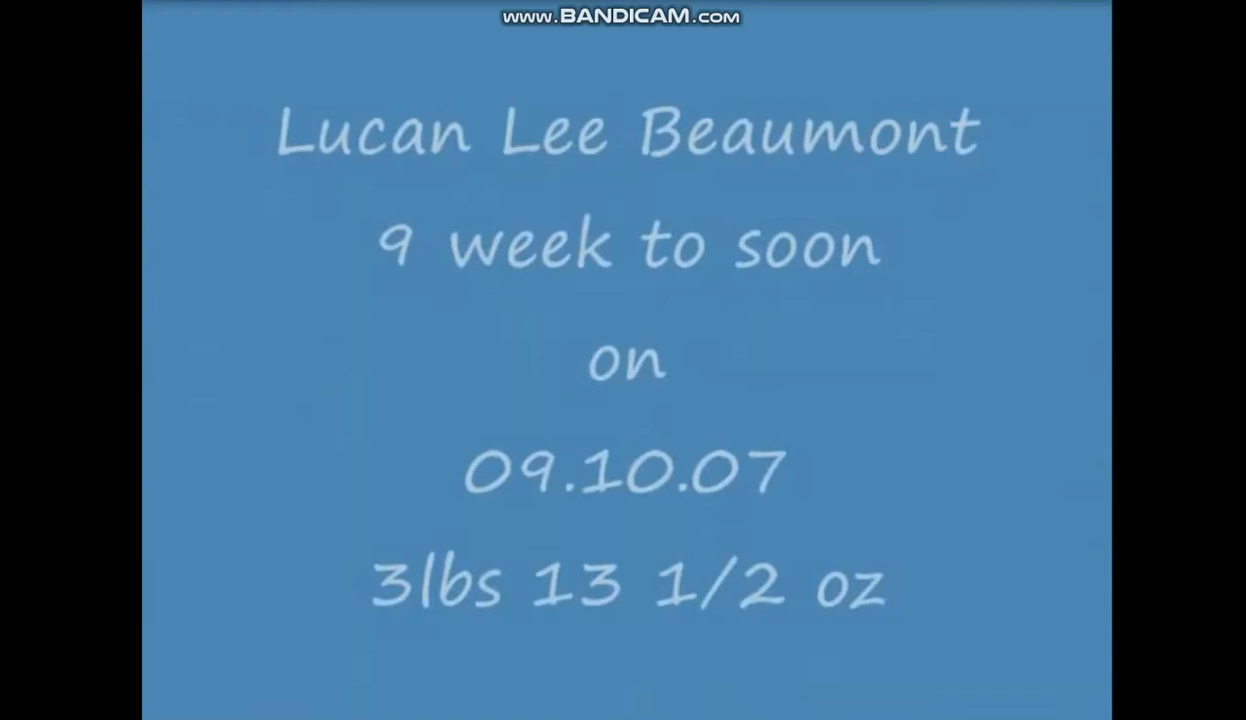 www.BANDICAM.com
Lucan Lee Beaumont
9 week to soon
on
09.10.07
3lbs 13 1/2 oz